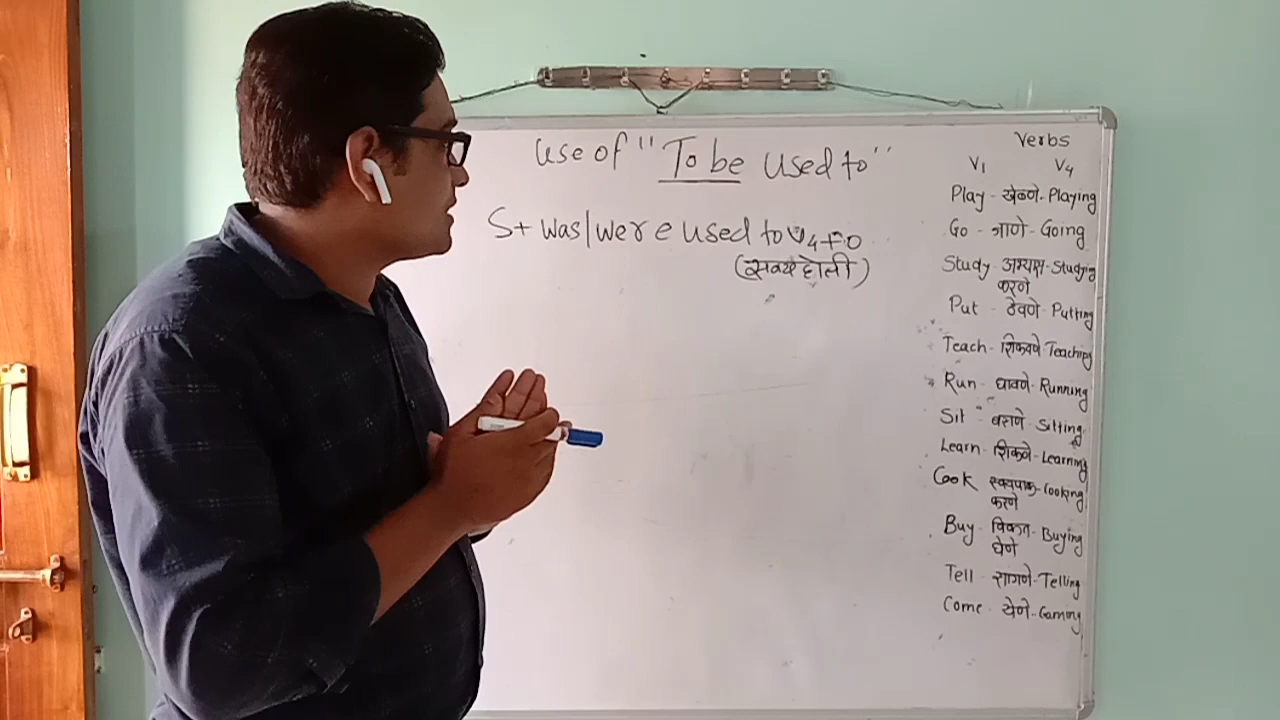 Use of "To be used to"
S+ was/were used to V4+O
(सवय होती)
Verbs
V1 V4
Play - खेळणे - Playing
Go - जाणे - Going
Study अभ्यास - Studying
करणे
Put - ठेवणे - Putting
Teach - शिकवणे Teaching
Run - धावणे - Running
Sit - बसणे - Sitting
Learn - शिकणे - Learning
Cook स्वयपाक - Cooking
करणे
Buy - विकत - Buying
घेणे
Tell - सागणे - Telling
Come - येणे - Coming